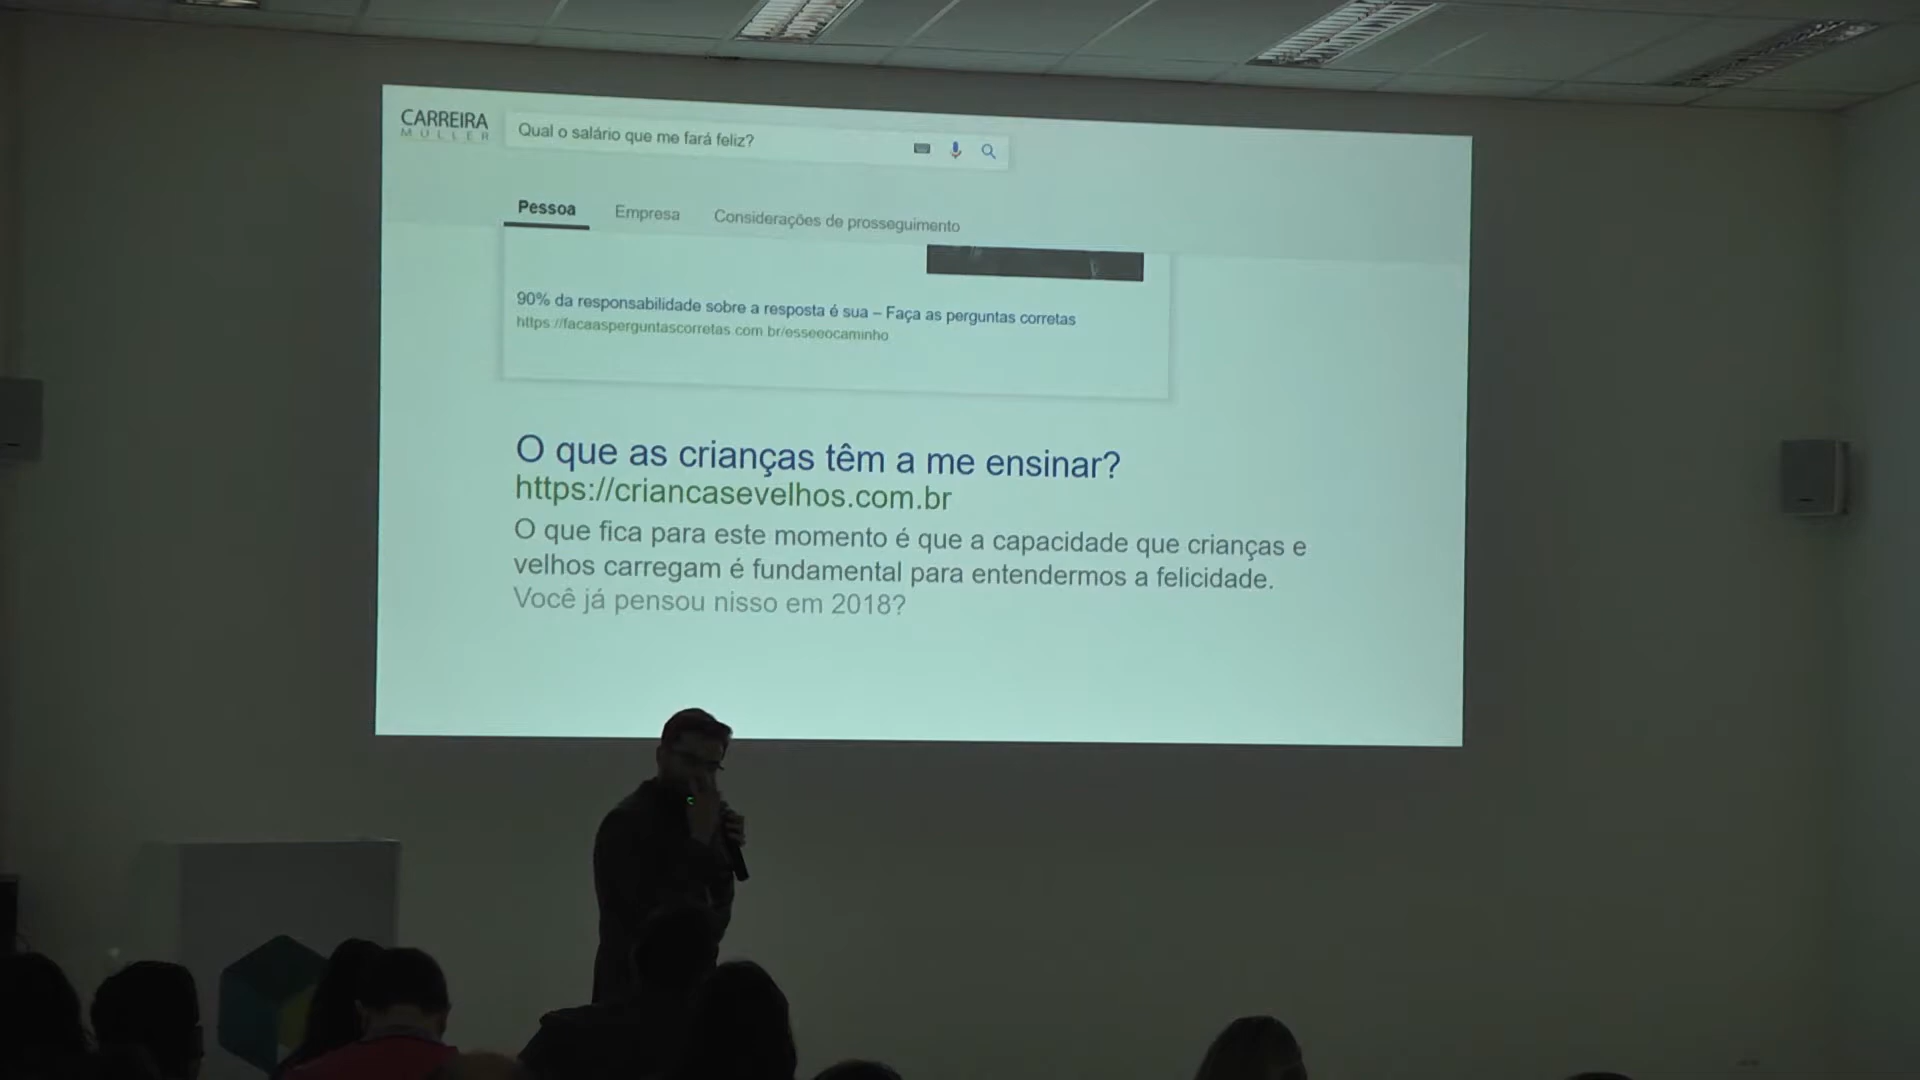 CARREIRA
MULLER
Qual o salário que me fará feliz?
Pessoa Empresa Considerações de prosseguimento
90% da responsabilidade sobre a resposta é sua – Faça as perguntas corretas
https://facaasperguntascorretas.com.br/esseeocaminho
O que as crianças têm a me ensinar?
https://criancasevelhos.com.br
O que fica para este momento é que a capacidade que crianças e
velhos carregam é fundamental para entendermos a felicidade.
Você já pensou nisso em 2018?